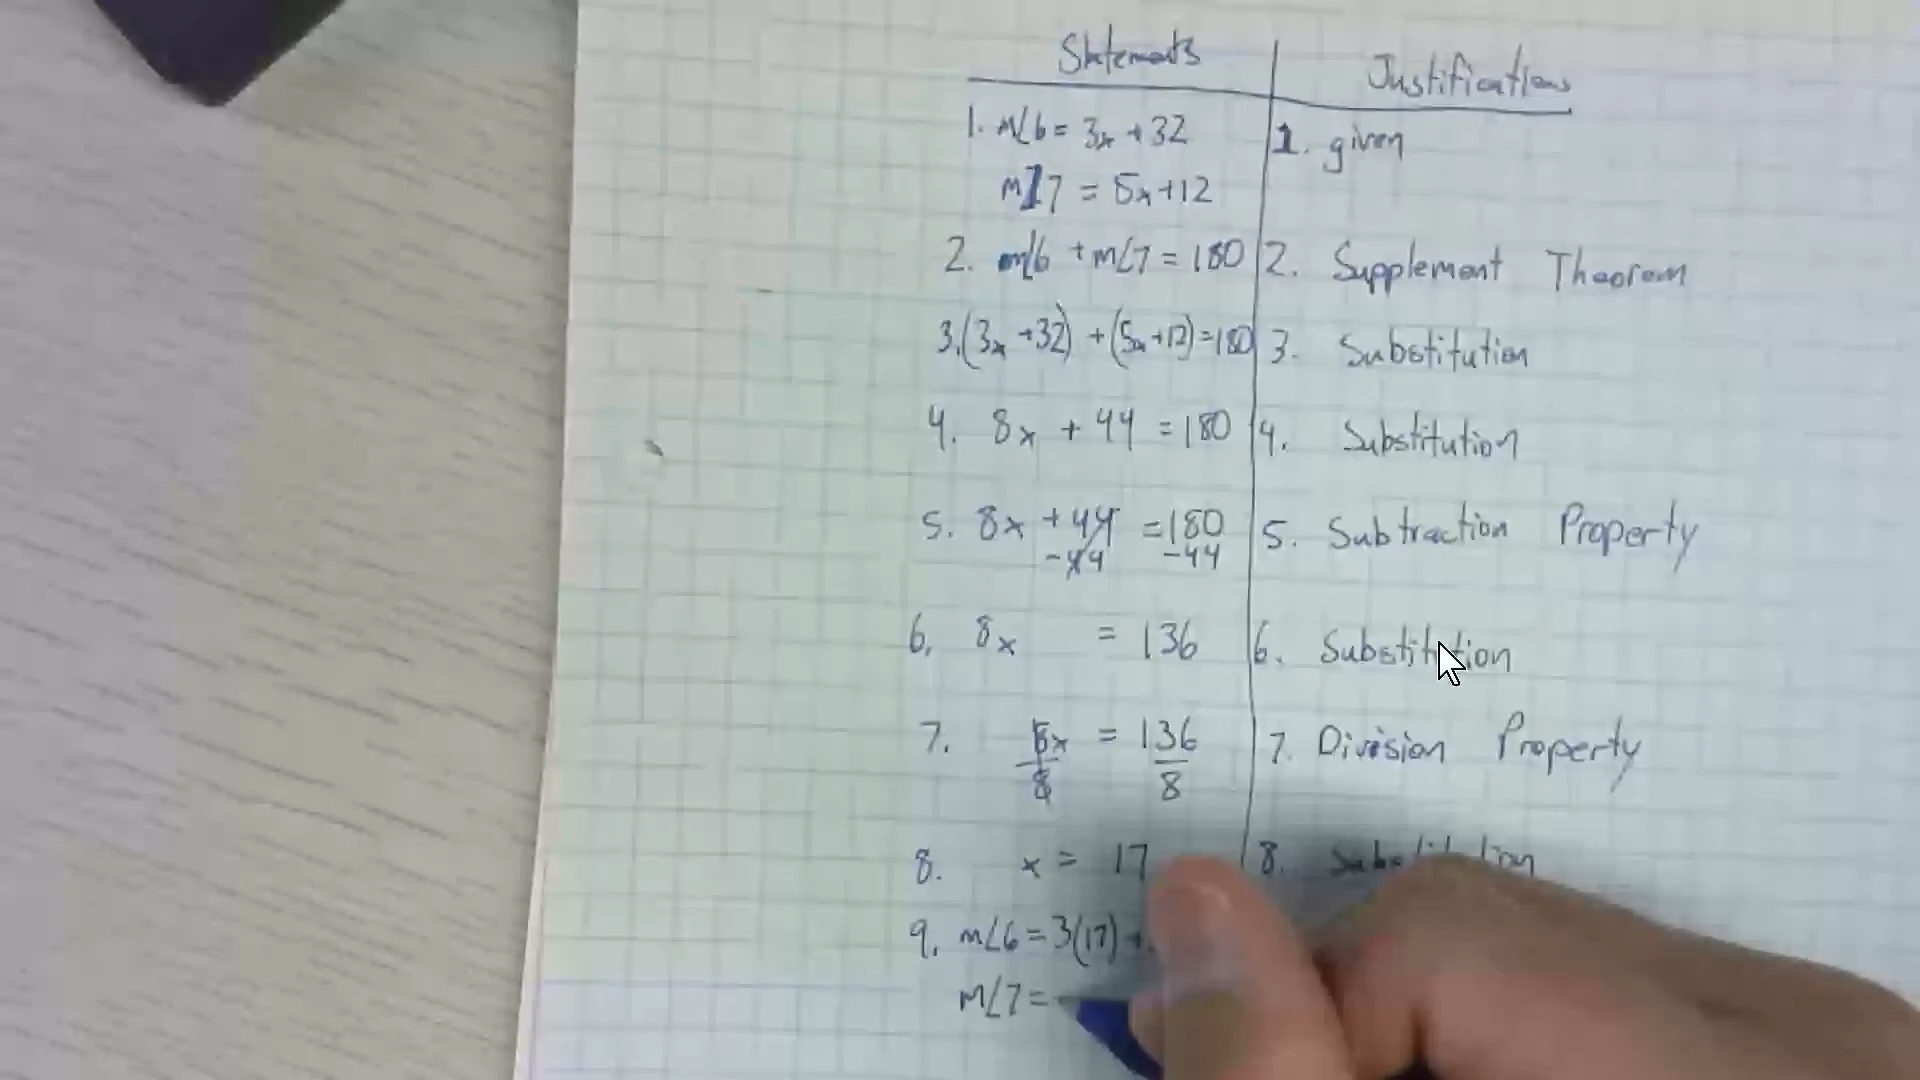 Statements Justifications
1. m∠6 = 3x + 32 1. given
m∠7 = 5x + 12
2. m∠6 + m∠7 = 180 2. Supplement Theorem
3. (3x + 32) + (5x + 12) = 180 3. Substitution
4. 8x + 44 = 180 4. Substitution
5. 8x + 44 = 180 5. Subtraction Property
-44 -44
6. 8x = 136 6. Substitution
7. 8x = 136 7. Division Property
8 8
8. x = 17 8. Substitution
9. m∠6 = 3(17) +
m∠7 =